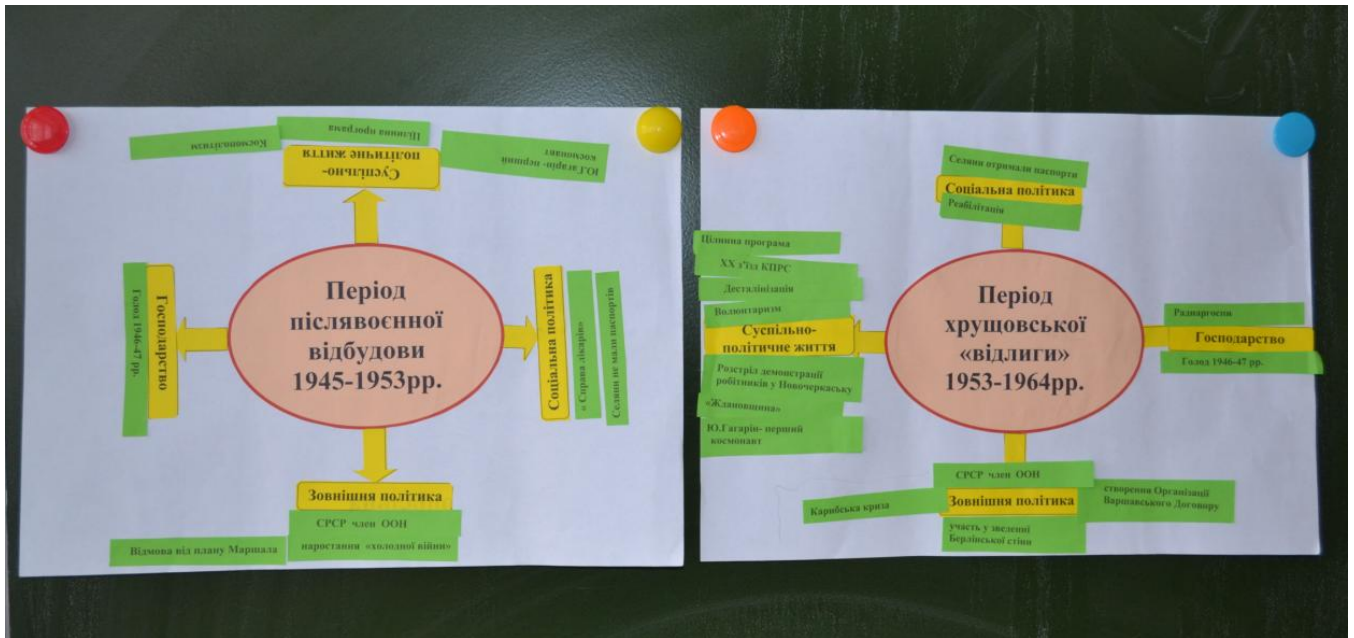 Космополітизм
Цілинна програма
Ю.Гагарін- перший
космонавт
Суспільно-
політичне життя
Голод 1946-47 рр.
Господарство
Період
післявоєнної
відбудови
1945-1953рр.
Соціальна політика
« Справа лікарів»
Селяни не мали паспортів
Зовнішня політика
СРСР член ООН
наростання «холодної війни»
Відмова від плану Маршала
Селяни отримали паспорти
Соціальна політика
Реабілітація
Цілинна програма
ХХ з’їзд КПРС
Десталінізація
Волюнтаризм
Суспільно-
політичне життя
Розстріл демонстрації
робітників у Новочеркаську
«Ждановщина»
Ю.Гагарін- перший
космонавт
Період
хрущовської
«відлиги»
1953-1964рр.
Раднаргоспи
Господарство
Голод 1946-47 рр.
СРСР член ООН
Зовнішня політика
Карибська криза
створення Організації
Варшавського Договору
участь у зведенні
Берлінської стіни